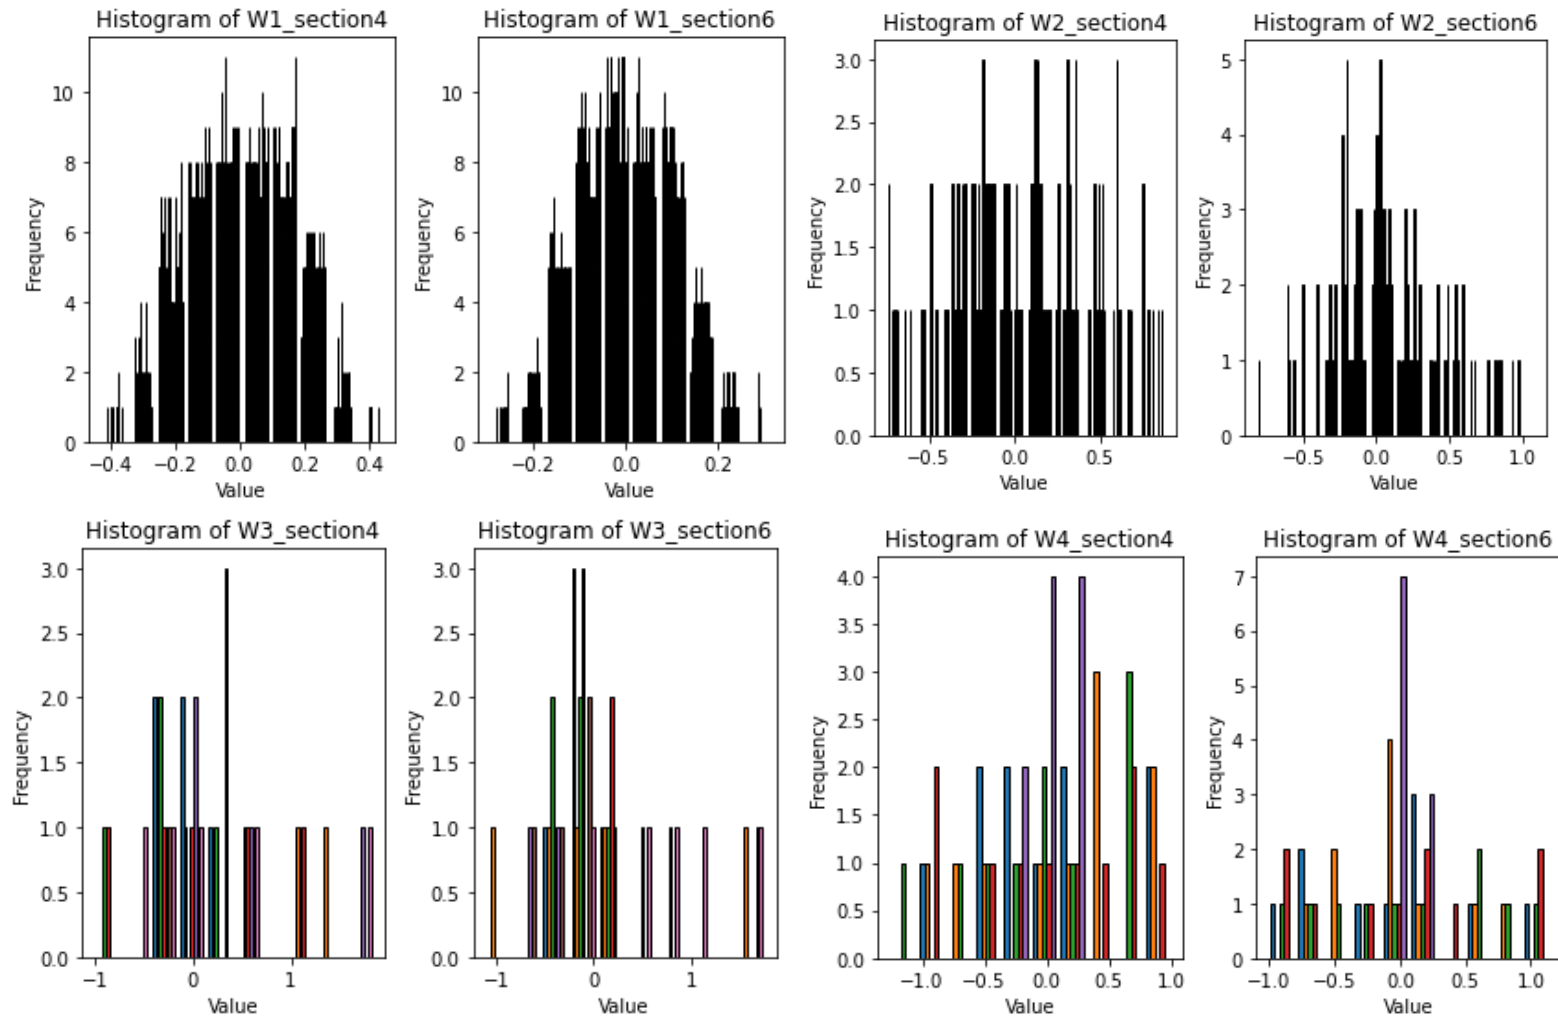 Histogram of W1_section4
Frequency
10
8
6
4
2
0
−0.4 −0.2 0.0 0.2 0.4
Value
Histogram of W1_section6
Frequency
10
8
6
4
2
0
−0.2 0.0 0.2
Value
Histogram of W2_section4
Frequency
3.0
2.5
2.0
1.5
1.0
0.5
0.0
−0.5 0.0 0.5
Value
Histogram of W2_section6
Frequency
5
4
3
2
1
0
−0.5 0.0 0.5 1.0
Value
Histogram of W3_section4
Frequency
3.0
2.5
2.0
1.5
1.0
0.5
0.0
−1 0 1
Value
Histogram of W3_section6
Frequency
3.0
2.5
2.0
1.5
1.0
0.5
0.0
−1 0 1
Value
Histogram of W4_section4
Frequency
4.0
3.5
3.0
2.5
2.0
1.5
1.0
0.5
0.0
−1.0 −0.5 0.0 0.5 1.0
Value
Histogram of W4_section6
Frequency
7
6
5
4
3
2
1
0
−1.0 −0.5 0.0 0.5 1.0
Value